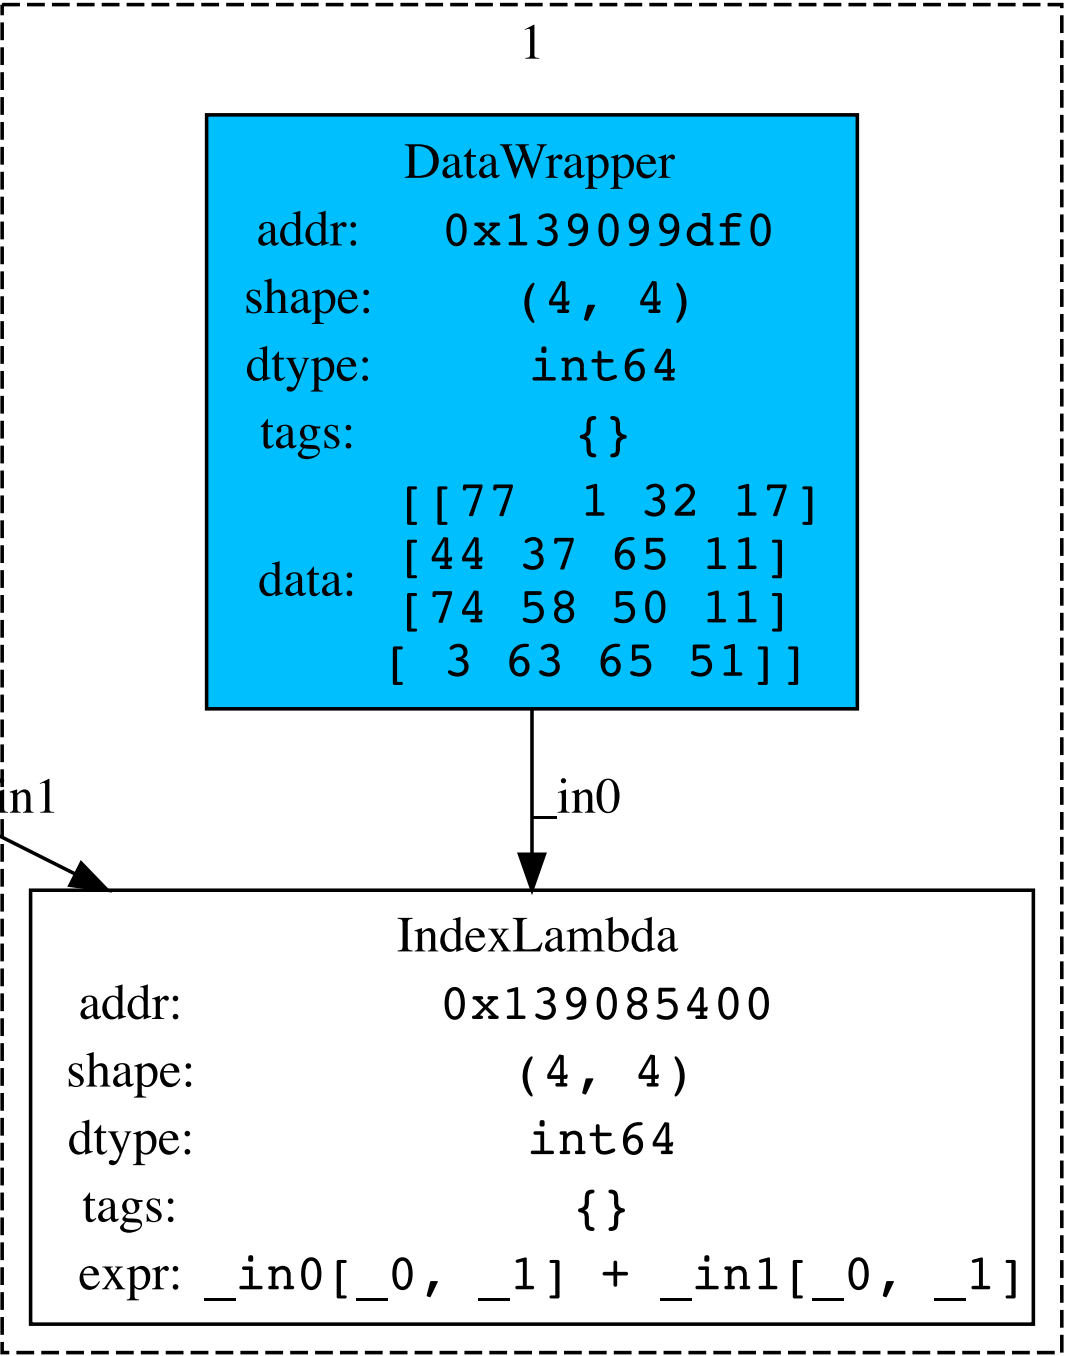 1
DataWrapper
addr: 0x139099df0
shape: (4, 4)
dtype: int64
tags: {}
data: [[77  1 32 17]
[44 37 65 11]
[74 58 50 11]
[ 3 63 65 51]]
in1
_in0
IndexLambda
addr: 0x139085400
shape: (4, 4)
dtype: int64
tags: {}
expr: _in0[_0, _1] + _in1[_0, _1]